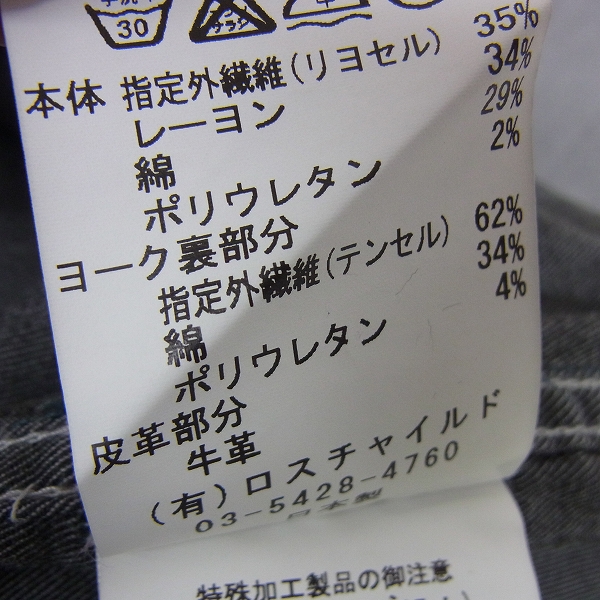 30
本体 指定外繊維(リヨセル) 35%
レーヨン 34%
綿 29%
ポリウレタン 2%
ヨーク裏部分
指定外繊維(テンセル) 62%
綿 34%
ポリウレタン 4%
皮革部分
牛革
(有)ロスチャイルド
03-5428-4760
日本製
特殊加工製品の御注意